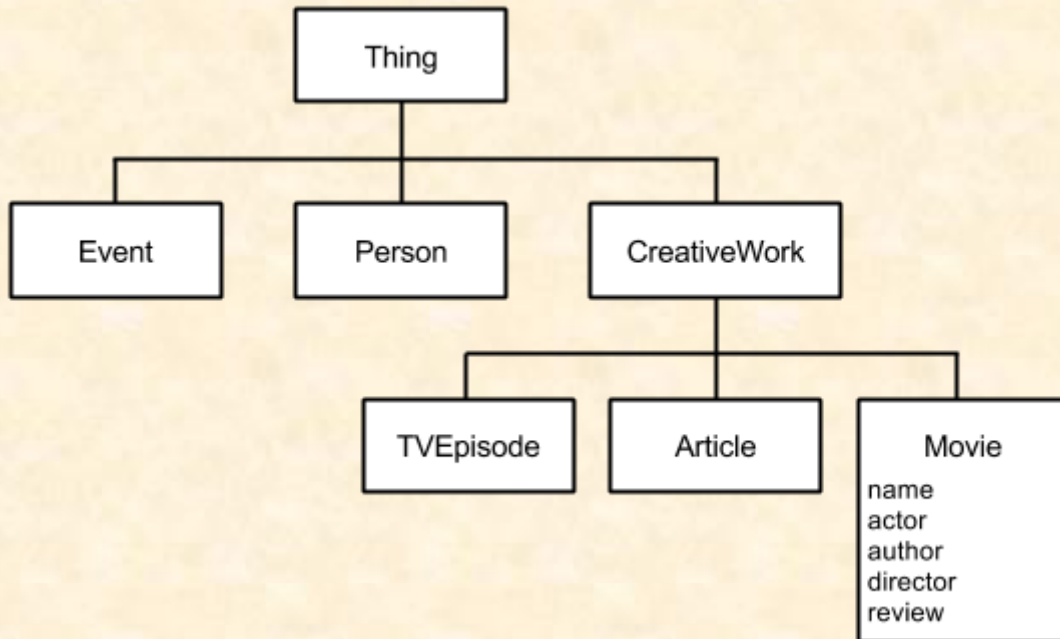 Thing
Event
Person
CreativeWork
TVEpisode
Article
Movie
name
actor
author
director
review